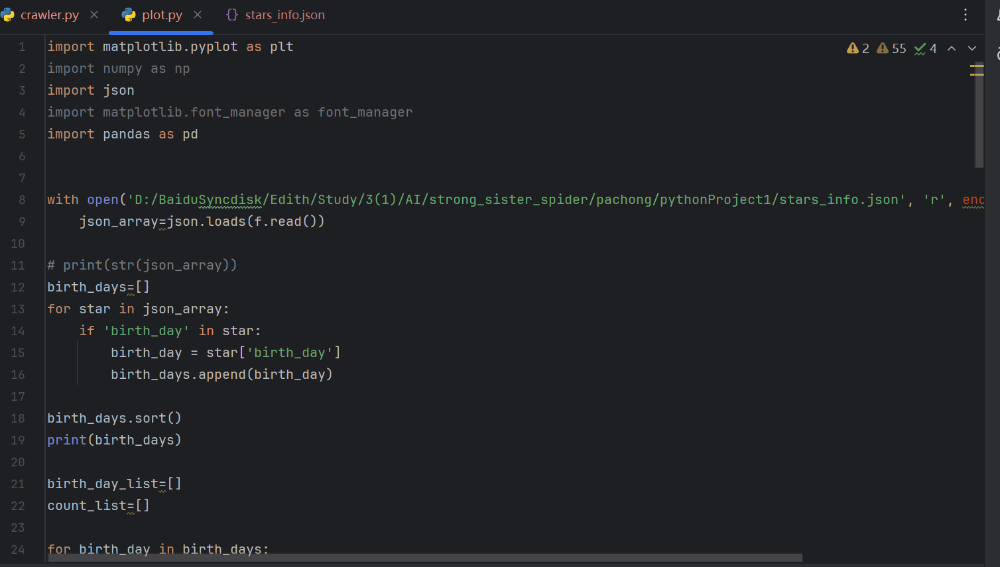 crawler.py plot.py stars_info.json
2 55 4
1 import matplotlib.pyplot as plt
2 import numpy as np
3 import json
4 import matplotlib.font_manager as font_manager
5 import pandas as pd
6
7
8 with open('D:/BaiduSyncdisk/Edith/Study/3(1)/AI/strong_sister_spider/pachong/pythonProject1/stars_info.json', 'r', enc
9     json_array=json.loads(f.read())
10
11 # print(str(json_array))
12 birth_days=[]
13 for star in json_array:
14     if 'birth_day' in star:
15         birth_day = star['birth_day']
16         birth_days.append(birth_day)
17
18 birth_days.sort()
19 print(birth_days)
20
21 birth_day_list=[]
22 count_list=[]
23
24 for birth_day in birth_days: